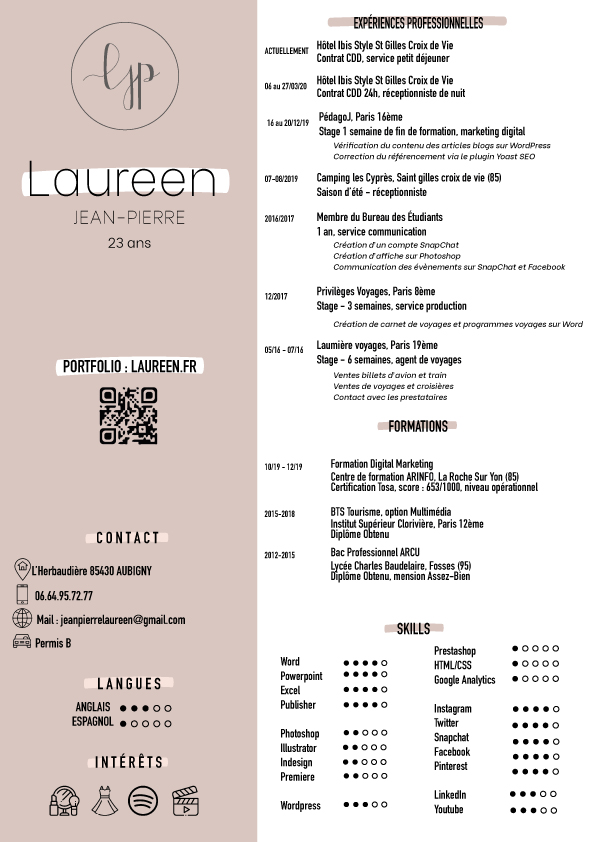 ljp
Laureen
JEAN-PIERRE
23 ans
PORTFOLIO : LAUREEN.FR
CONTACT
L'Herbaudière 85430 AUBIGNY
06.64.95.72.77
Mail : jeanpierrelaureen@gmail.com
Permis B
LANGUES
ANGLAIS
ESPAGNOL
INTÉRÊTS
EXPÉRIENCES PROFESSIONNELLES
ACTUELLEMENT Hôtel Ibis Style St Gilles Croix de Vie
Contrat CDD, service petit déjeuner
06 au 27/03/20 Hôtel Ibis Style St Gilles Croix de Vie
Contrat CDD 24h, réceptionniste de nuit
16 au 20/12/19 PédagoJ, Paris 16ème
Stage 1 semaine de fin de formation, marketing digital
Vérification du contenu des articles blogs sur WordPress
Correction du référencement via le plugin Yoast SEO
07-08/2019 Camping les Cyprès, Saint gilles croix de vie (85)
Saison d'été - réceptionniste
2016/2017 Membre du Bureau des Étudiants
1 an, service communication
Création d'un compte SnapChat
Création d'affiche sur Photoshop
Communication des évènements sur SnapChat et Facebook
12/2017 Privilèges Voyages, Paris 8ème
Stage - 3 semaines, service production
Création de carnet de voyages et programmes voyages sur Word
05/16 - 07/16 Laumière voyages, Paris 19ème
Stage - 6 semaines, agent de voyages
Ventes billets d'avion et train
Ventes de voyages et croisières
Contact avec les prestataires
FORMATIONS
10/19 - 12/19 Formation Digital Marketing
Centre de formation ARINFO, La Roche Sur Yon (85)
Certification Tosa, score : 653/1000, niveau opérationnel
2015-2018 BTS Tourisme, option Multimédia
Institut Supérieur Clorivière, Paris 12ème
Diplôme Obtenu
2012-2015 Bac Professionnel ARCU
Lycée Charles Baudelaire, Fosses (95)
Diplôme Obtenu, mension Assez-Bien
SKILLS
Word
Powerpoint
Excel
Publisher
Photoshop
Illustrator
Indesign
Premiere
Wordpress
Prestashop
HTML/CSS
Google Analytics
Instagram
Twitter
Snapchat
Facebook
Pinterest
LinkedIn
Youtube